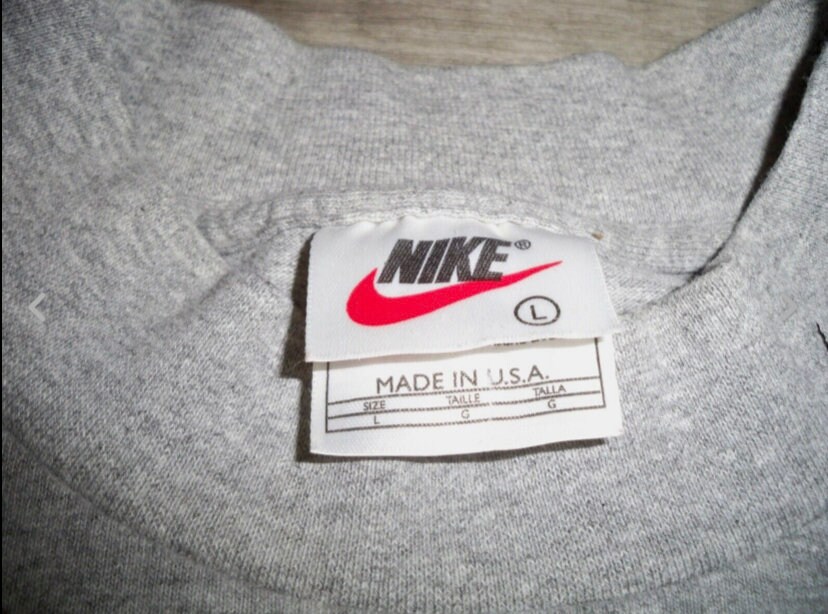 NIKE®
L
MADE IN U.S.A.
SIZE TAILLE TALLA
L G G